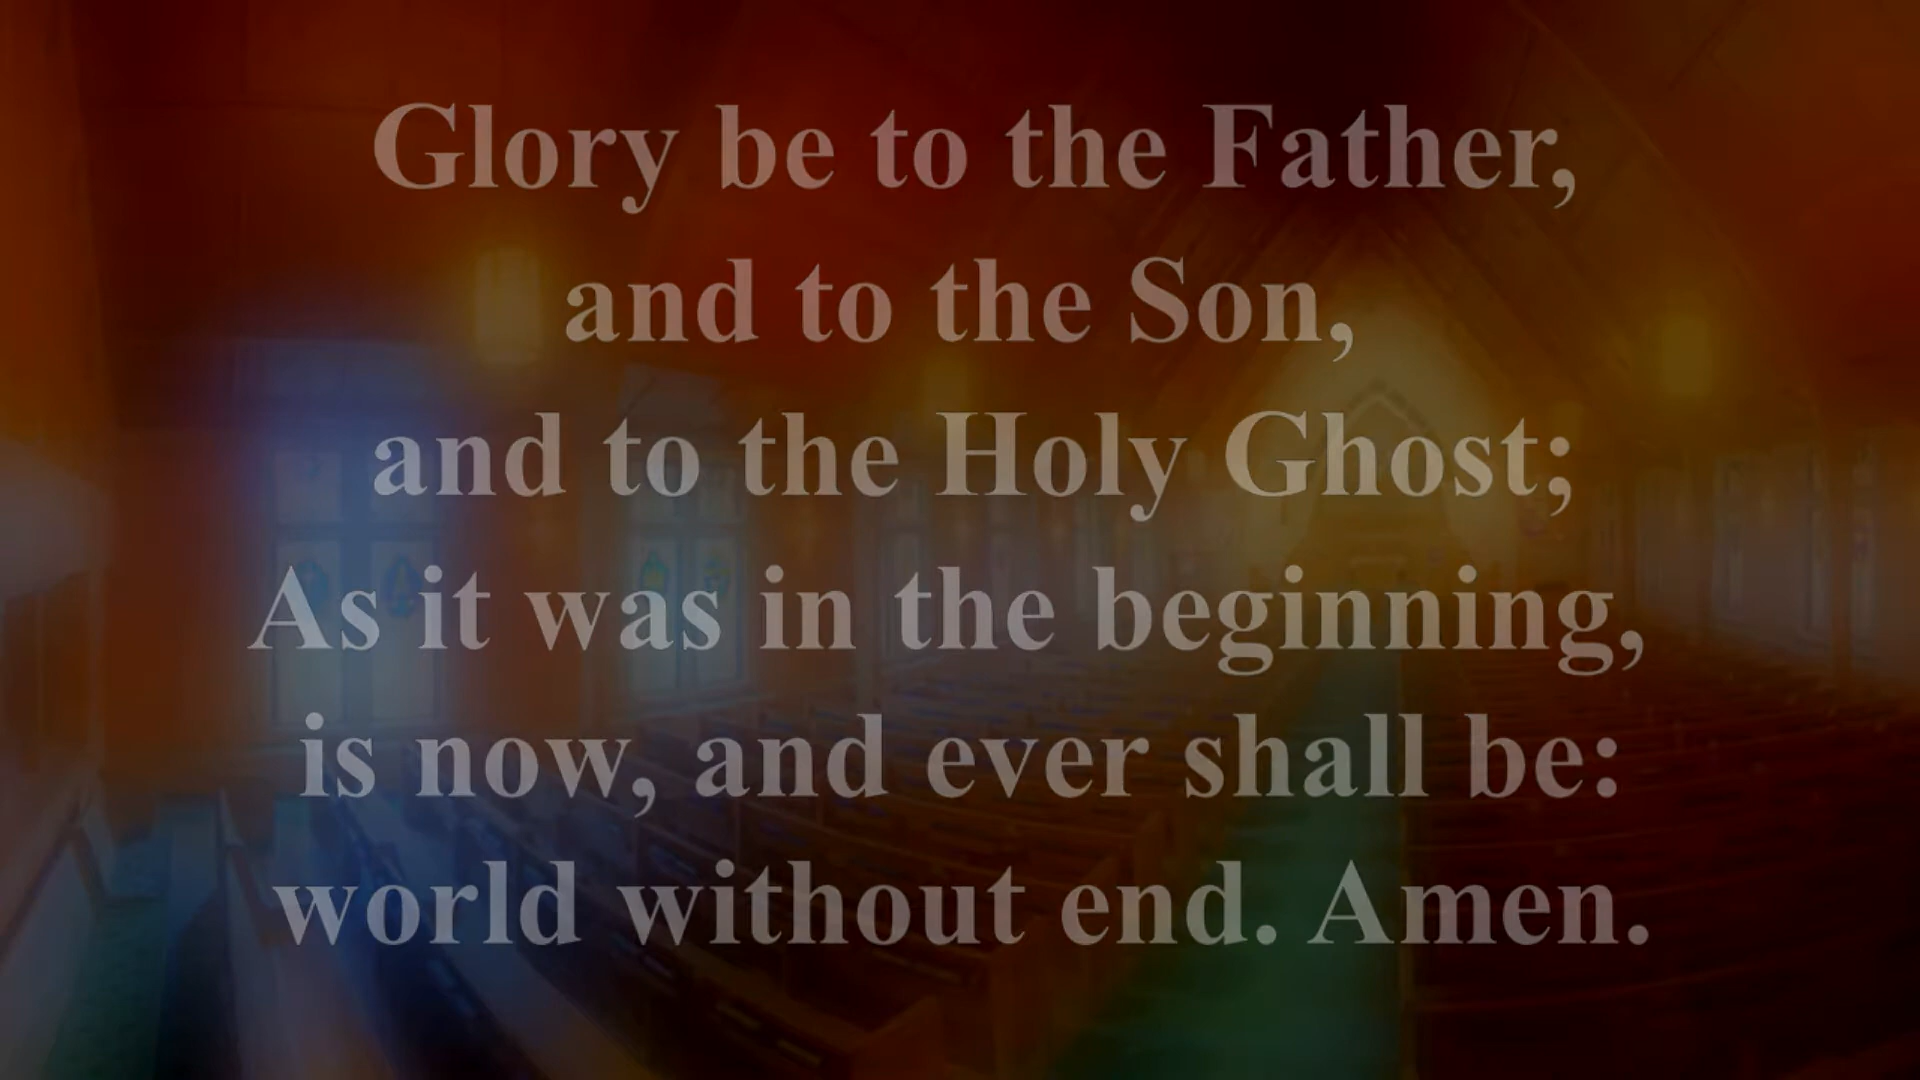 Glory be to the Father,
and to the Son,
and to the Holy Ghost;
As it was in the beginning,
is now, and ever shall be:
world without end. Amen.